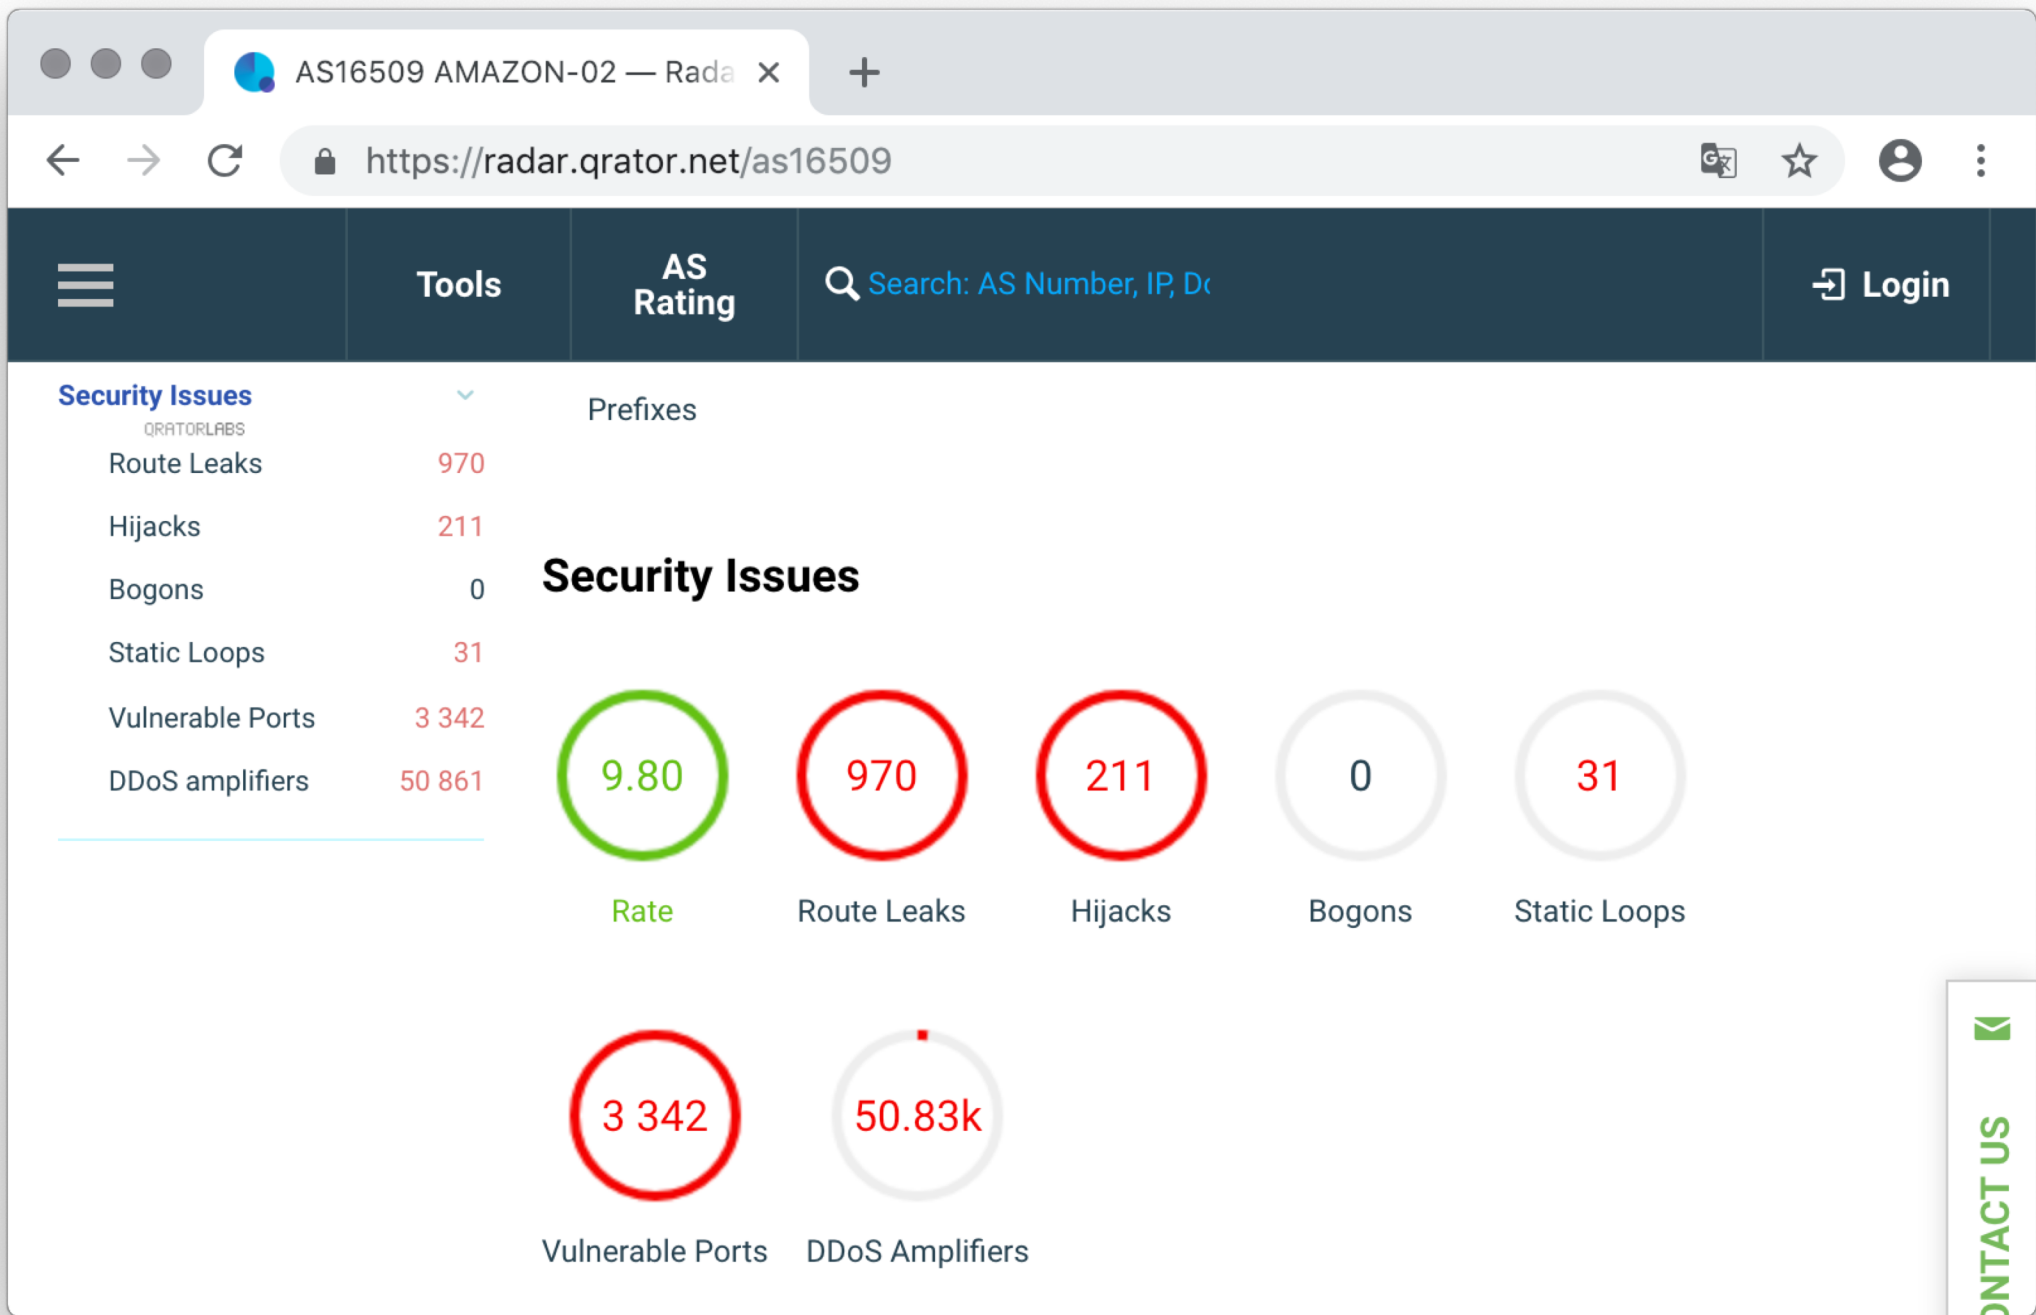 AS16509 AMAZON-02 — Rada
https://radar.qrator.net/as16509
Tools
AS
Rating
Search: AS Number, IP, Do
Login
Security Issues
QRATORLABS
Route Leaks 970
Hijacks 211
Bogons 0
Static Loops 31
Vulnerable Ports 3 342
DDoS amplifiers 50 861
Prefixes
Security Issues
9.80 970 211 0 31
Rate Route Leaks Hijacks Bogons Static Loops
3 342 50.83k
Vulnerable Ports DDoS Amplifiers
ONTACT US